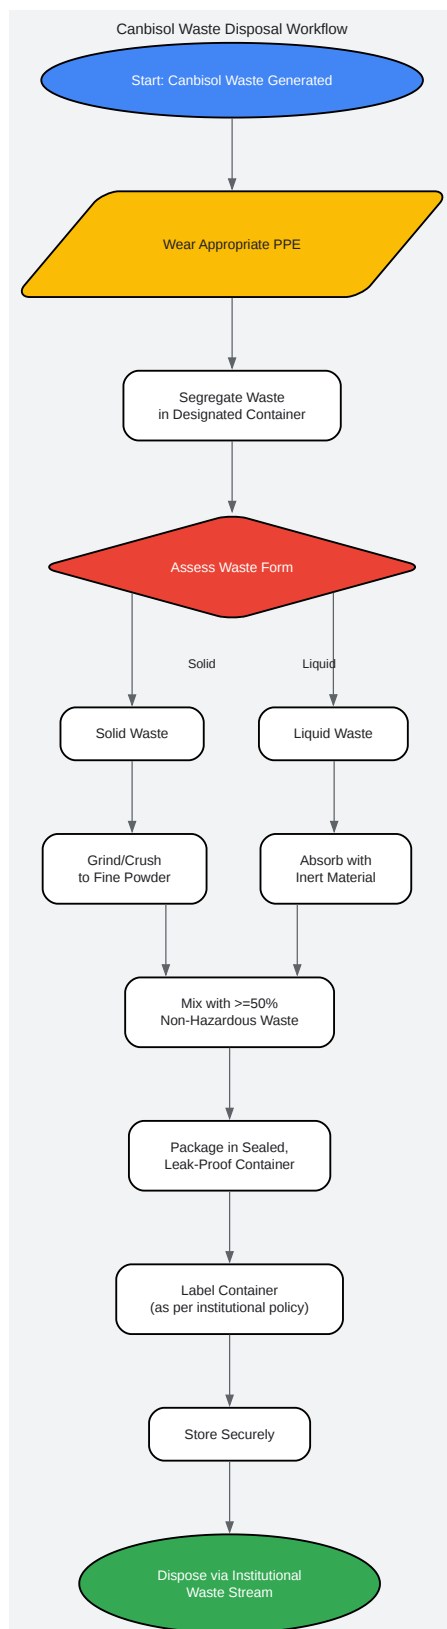 Canbisol Waste Disposal Workflow
Start: Canbisol Waste Generated
Wear Appropriate PPE
Segregate Waste
in Designated Container
Assess Waste Form
Solid
Liquid
Solid Waste
Liquid Waste
Grind/Crush
to Fine Powder
Absorb with
Inert Material
Mix with >=50%
Non-Hazardous Waste
Package in Sealed,
Leak-Proof Container
Label Container
(as per institutional policy)
Store Securely
Dispose via Institutional
Waste Stream